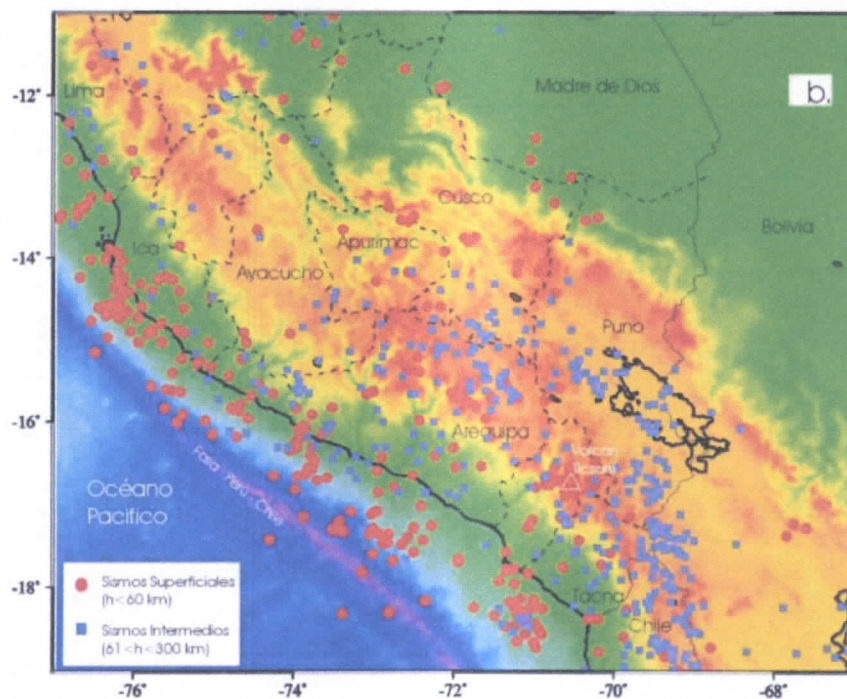 b.
Lima
Madre de Dios
-12°
Cusco
Ica
Apurimac
Bolivia
-14°
Ayacucho
Puno
-16°
Arequipa
Volcan
Ticsani
Fosa Perú-Chile
Océano
Pacifico
Sismos Superficiales
(h<60 km)
-18°
Tacna
Sismos Intermedios
(61<h<300 km)
Chile
-76°
-74°
-72°
-70°
-68°